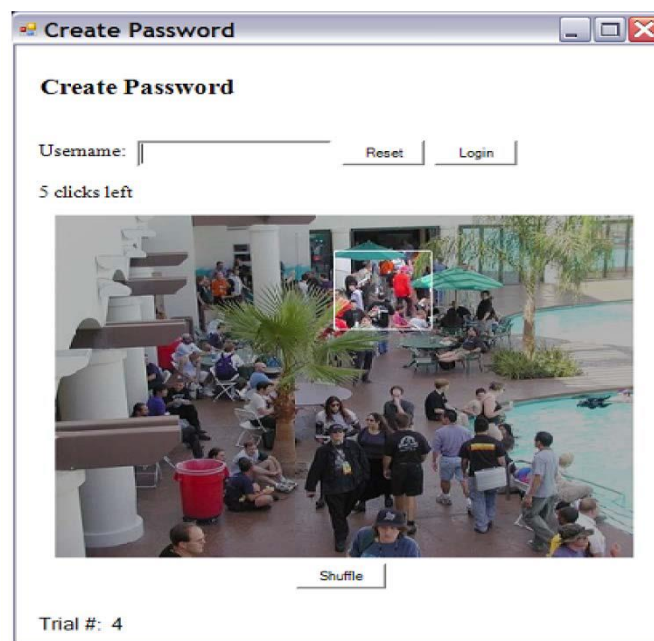 Create Password
Create Password
Username: Reset Login
5 clicks left
Shuffle
Trial #: 4